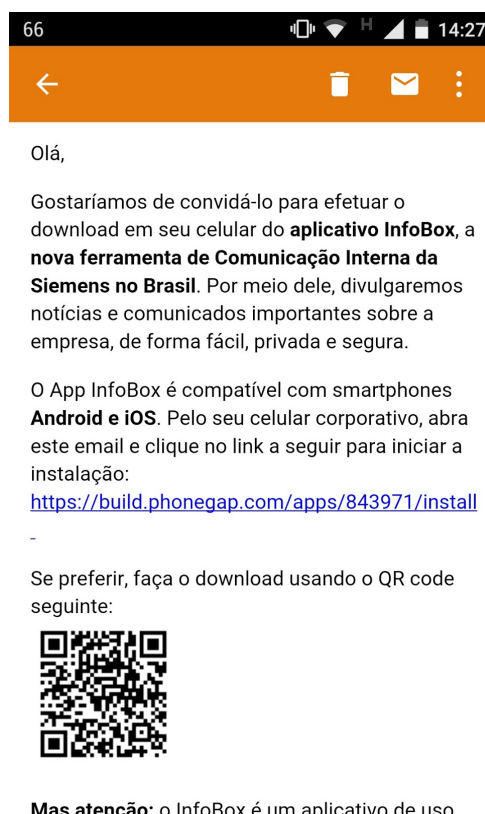 66 H 14:27
Olá,
Gostaríamos de convidá-lo para efetuar o
download em seu celular do aplicativo InfoBox, a
nova ferramenta de Comunicação Interna da
Siemens no Brasil. Por meio dele, divulgaremos
notícias e comunicados importantes sobre a
empresa, de forma fácil, privada e segura.
O App InfoBox é compatível com smartphones
Android e iOS. Pelo seu celular corporativo, abra
este email e clique no link a seguir para iniciar a
instalação:
https://build.phonegap.com/apps/843971/install
Se preferir, faça o download usando o QR code
seguinte:
Mas atenção: o InfoBox é um aplicativo de uso